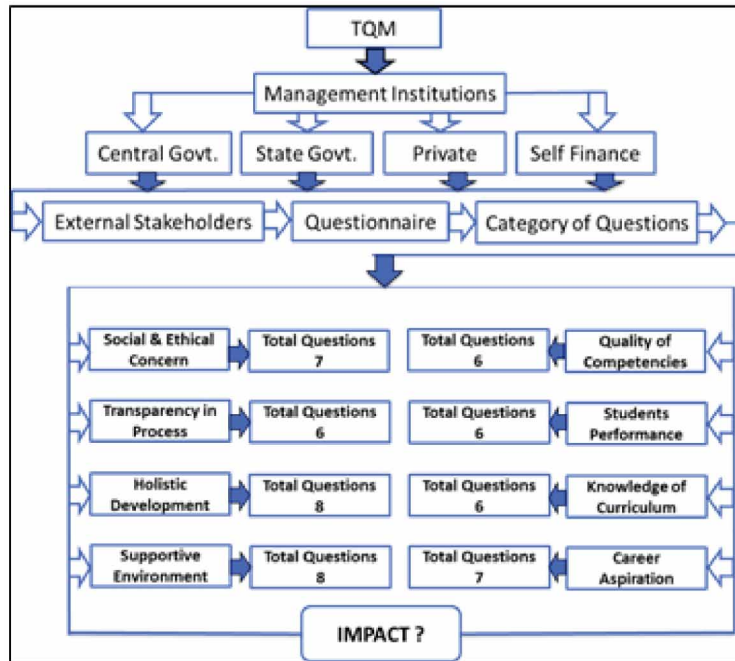 TQM
Management Institutions
Central Govt.
State Govt.
Private
Self Finance
External Stakeholders
Questionnaire
Category of Questions
Social & Ethical
Concern
Total Questions
7
Total Questions
6
Quality of
Competencies
Transparency in
Process
Total Questions
6
Total Questions
6
Students
Performance
Holistic
Development
Total Questions
8
Total Questions
6
Knowledge of
Curriculum
Supportive
Environment
Total Questions
8
Total Questions
7
Career
Aspiration
IMPACT ?